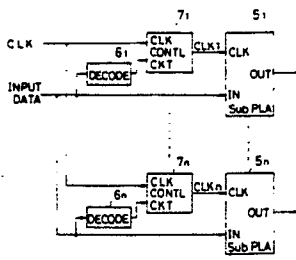 7₁
5₁
CLK
6₁
CLK
CONTL
CKT
CLK₁
CLK
DECODE
OUT
INPUT
DATA
IN
Sub PLA
7n
5n
6n
CLK
CONTL
CKT
CLKn
CLK
DECODE
OUT
IN
Sub PLA